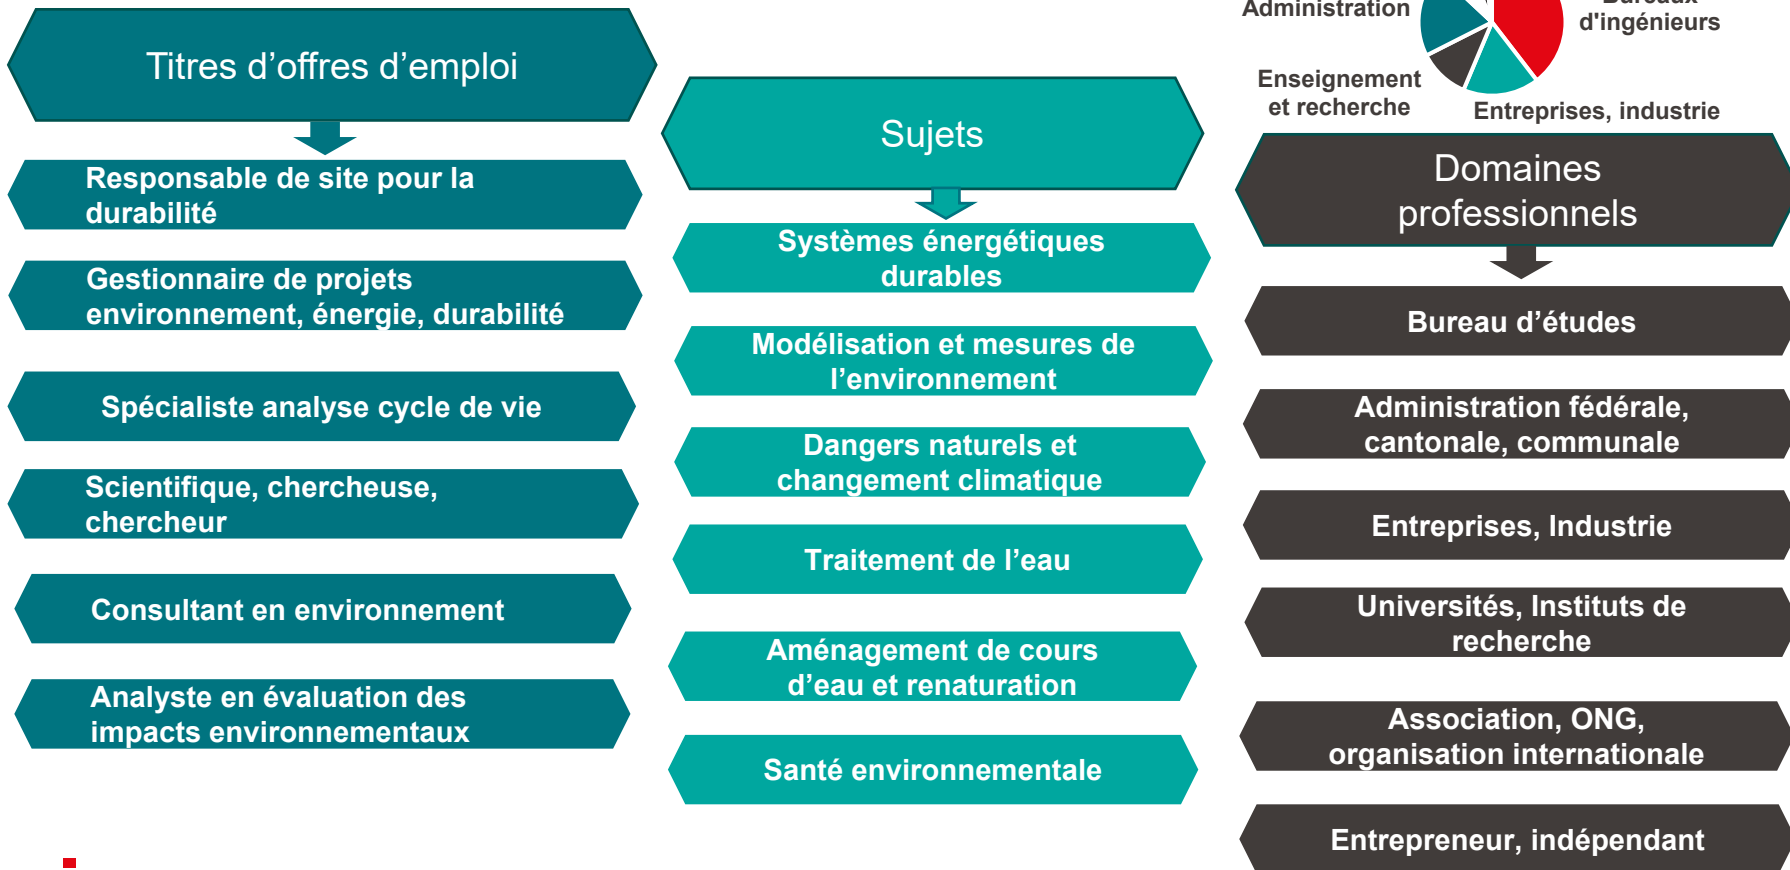 Titres d’offres d’emploi
Responsable de site pour la
durabilité
Gestionnaire de projets
environnement, énergie, durabilité
Spécialiste analyse cycle de vie
Scientifique, chercheuse,
chercheur
Consultant en environnement
Analyste en évaluation des
impacts environnementaux
Sujets
Systèmes énergétiques
durables
Modélisation et mesures de
l’environnement
Dangers naturels et
changement climatique
Traitement de l’eau
Aménagement de cours
d’eau et renaturation
Santé environnementale
Administration
Bureaux
d'ingénieurs
Enseignement
et recherche
Entreprises, industrie
Domaines
professionnels
Bureau d’études
Administration fédérale,
cantonale, communale
Entreprises, Industrie
Universités, Instituts de
recherche
Association, ONG,
organisation internationale
Entrepreneur, indépendant